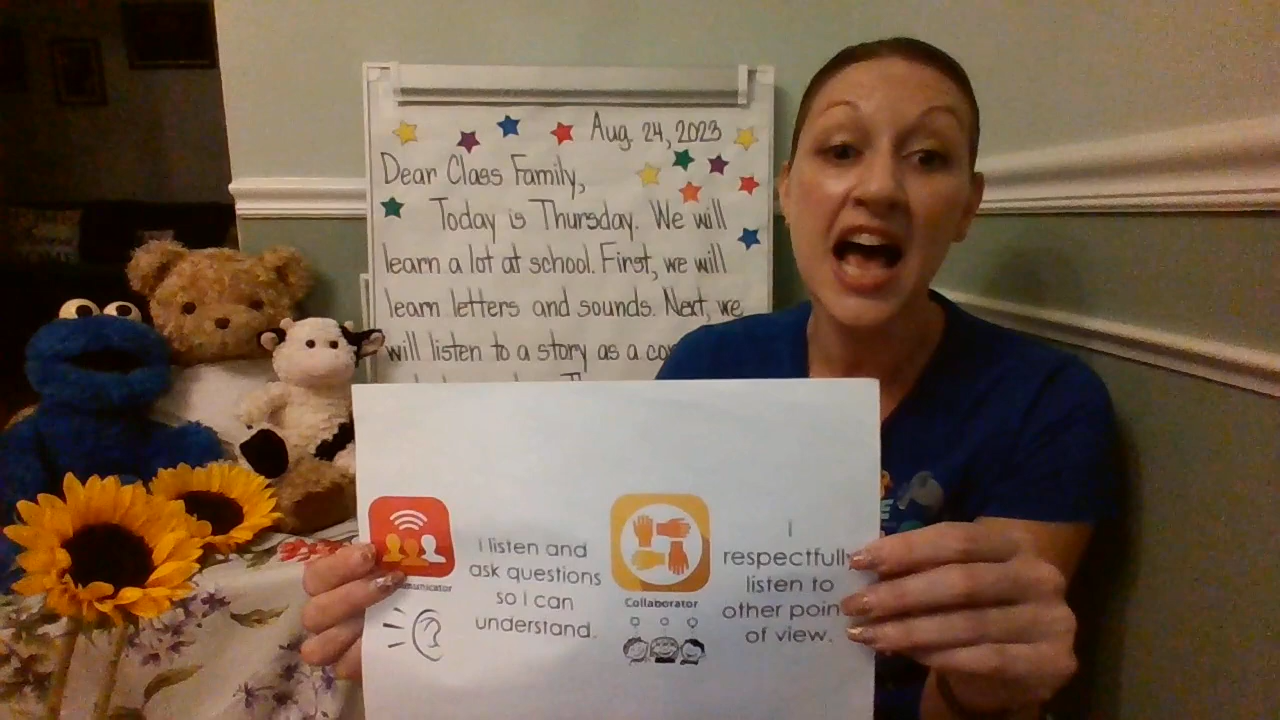 Aug. 24, 2023
Dear Class Family,
Today is Thursday. We will
learn a lot at school. First, we will
learn letters and sounds. Next, we
will listen to a story as a
I listen and
ask questions
so I can
understand.
Collaborator
I
respectfully
listen to
other
of view.